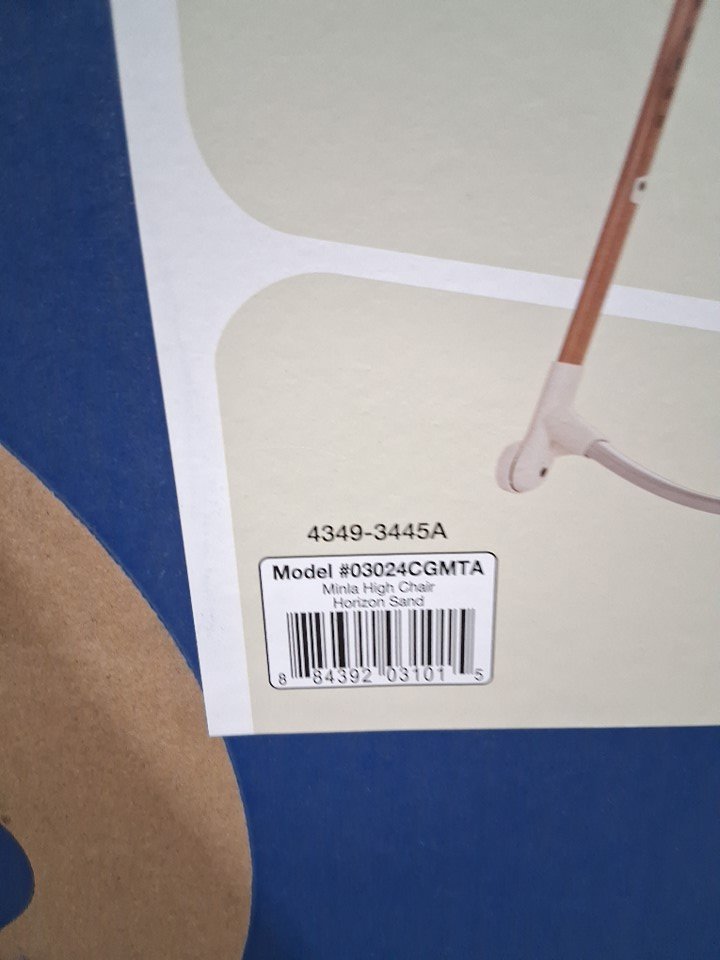 4349-3445A
Model #03024CGMTA
Minla High Chair
Horizon Sand
8 84392 03101 5